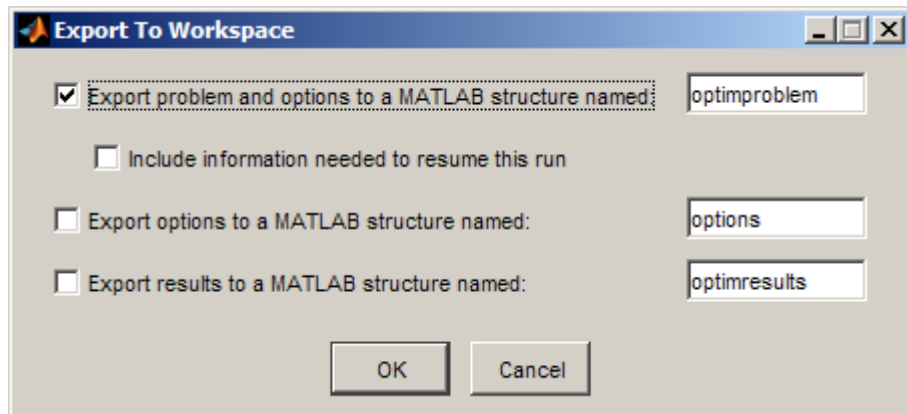 Export To Workspace
Export problem and options to a MATLAB structure named: optimproblem
Include information needed to resume this run
Export options to a MATLAB structure named: options
Export results to a MATLAB structure named: optimresults
OK Cancel